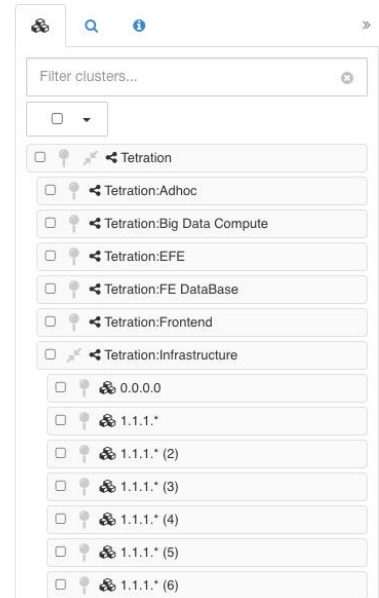 Filter clusters...
Tetration
Tetration:Adhoc
Tetration:Big Data Compute
Tetration:EFE
Tetration:FE DataBase
Tetration:Frontend
Tetration:Infrastructure
0.0.0.0
1.1.1.*
1.1.1.* (2)
1.1.1.* (3)
1.1.1.* (4)
1.1.1.* (5)
1.1.1.* (6)